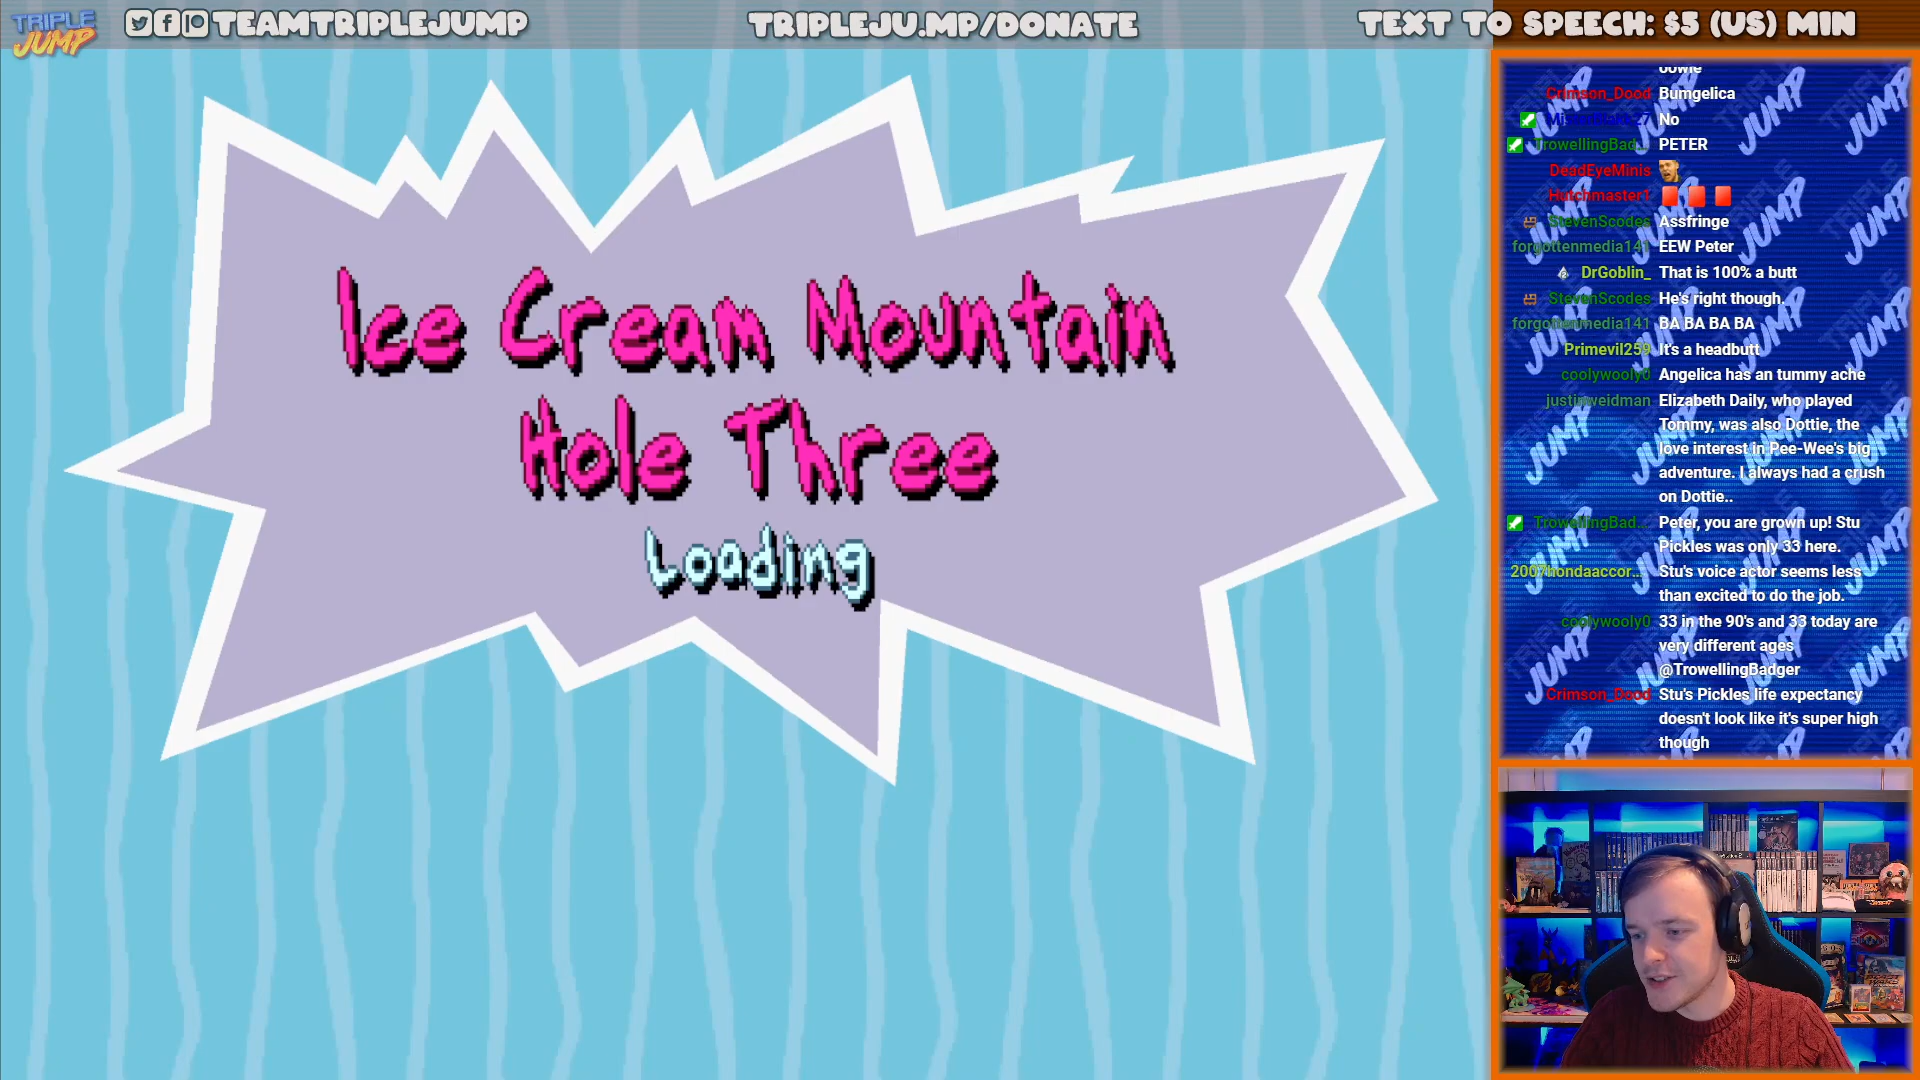 TRIPLE
JUMP
TEAMTRIPLEJUMP
TRIPLEJU.MP/DONATE
TEXT TO SPEECH: $5 (US) MIN
Ice Cream Mountain
Hole Three
Loading
Crimson_Dood Bumgelica
No
TrowellingBad... PETER
DeadEyeMinis
Hutchmaster1
StevenScodes Assfringe
forgottenmedia141 EEW Peter
DrGoblin_ That is 100% a butt
StevenScodes He's right though.
forgottenmedia141 BA BA BA BA
Primevil259 It's a headbutt
coolywooly0 Angelica has an tummy ache
justinweidman Elizabeth Daily, who played
Tommy, was also Dottie, the
love interest in Pee-Wee's big
adventure. I always had a crush
on Dottie..
TrowellingBad... Peter, you are grown up! Stu
Pickles was only 33 here.
2007hondaaccor... Stu's voice actor seems less
than excited to do the job.
coolywooly0 33 in the 90's and 33 today are
very different ages
@TrowellingBadger
Crimson_Dood Stu's Pickles life expectancy
doesn't look like it's super high
though